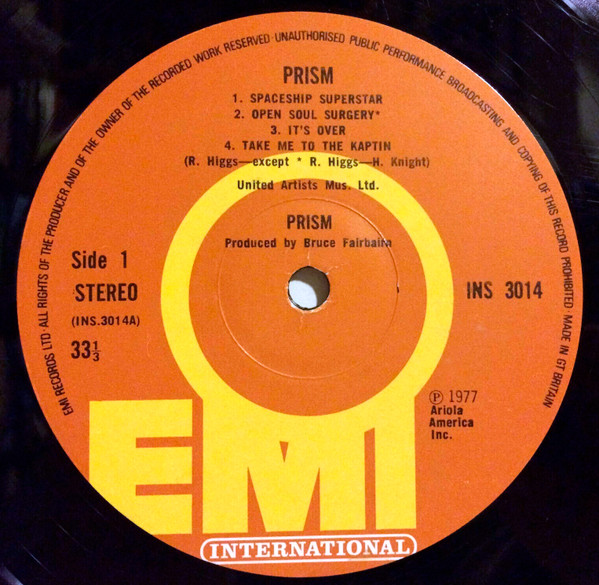 EMI RECORDS LTD·ALL RIGHTS OF THE PRODUCER AND OF THE OWNER OF THE RECORDED WORK RESERVED·UNAUTHORISED PUBLIC PERFORMANCE BROADCASTING AND COPYING OF THIS RECORD PROHIBITED·MADE IN GT BRITAIN
PRISM
1. SPACESHIP SUPERSTAR
2. OPEN SOUL SURGERY*
3. IT'S OVER
4. TAKE ME TO THE KAPTIN
(R. Higgs—except * R. Higgs—H. Knight)
United Artists Mus. Ltd.
PRISM
Produced by Bruce Fairbairn
Side 1
STEREO
(INS.3014A)
33⅓
INS 3014
Ⓟ 1977
Ariola
America
Inc.
EMI
INTERNATIONAL